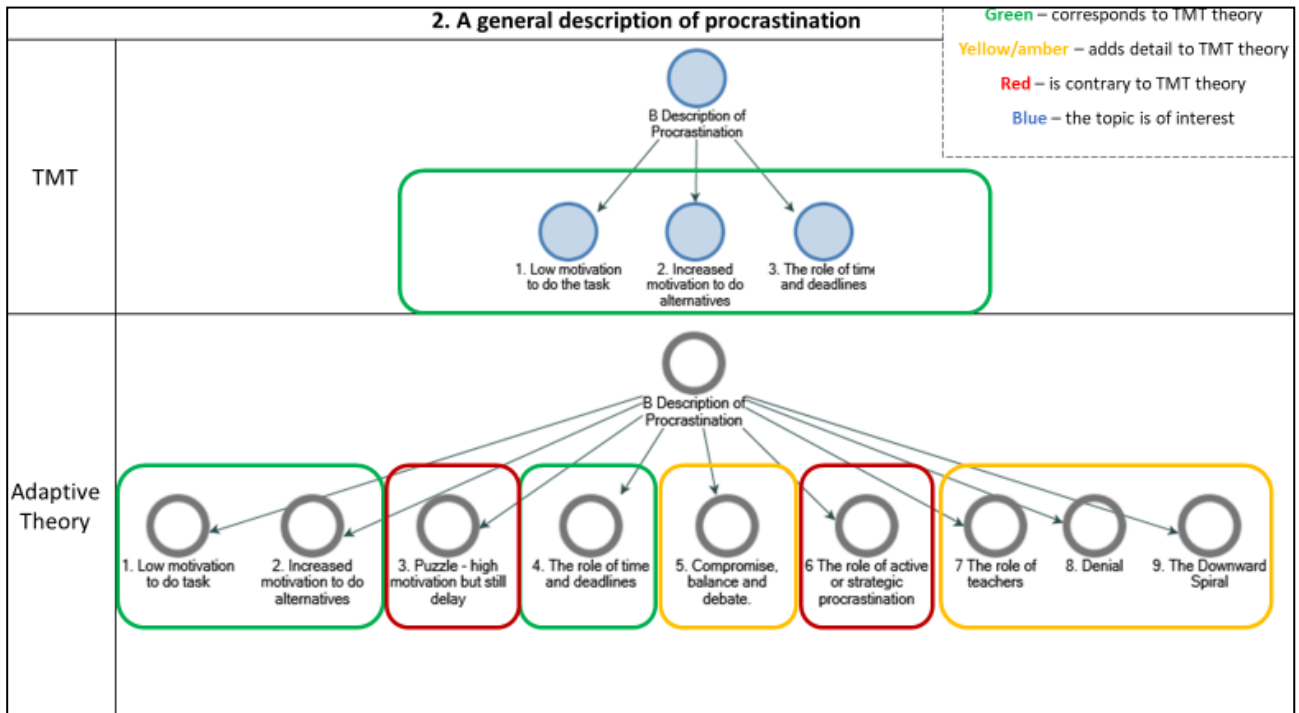 2. A general description of procrastination
Green – corresponds to TMT theory
Yellow/amber – adds detail to TMT theory
Red – is contrary to TMT theory
Blue – the topic is of interest
TMT
B Description of
Procrastination
1. Low motivation
to do the task
2. Increased
motivation to do
alternatives
3. The role of time
and deadlines
Adaptive
Theory
B Description of
Procrastination
1. Low motivation
to do task
2. Increased
motivation to do
alternatives
3. Puzzle - high
motivation but still
delay
4. The role of time
and deadlines
5. Compromise,
balance and
debate.
6 The role of active
or strategic
procrastination
7 The role of
teachers
8. Denial
9. The Downward
Spiral